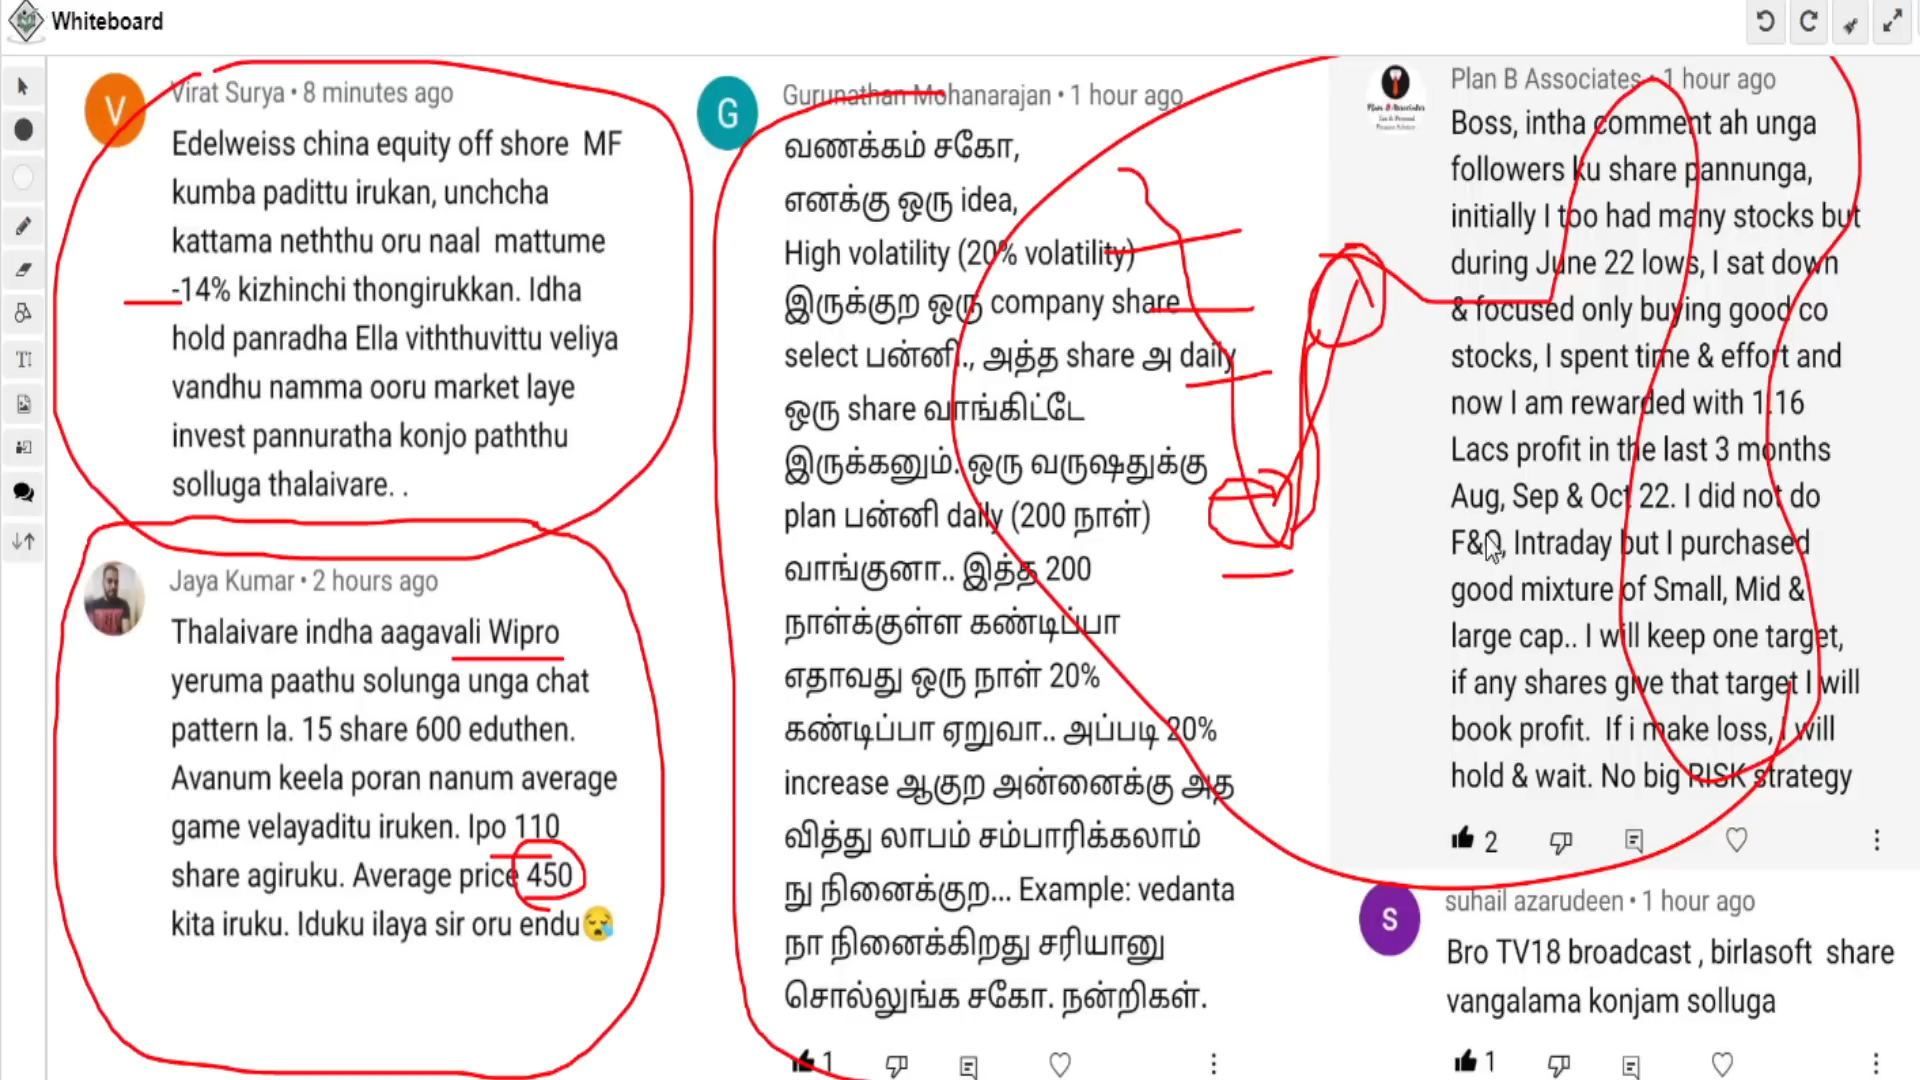 Whiteboard
Virat Surya • 8 minutes ago
Edelweiss china equity off shore MF
kumba padittu irukan, unchcha
kattama neththu oru naal mattume
-14% kizhinchi thongirukkan. Idha
hold panradha Ella viththuvittu veliya
vandhu namma ooru market laye
invest pannuratha konjo paththu
solluga thalaivare. .
Jaya Kumar • 2 hours ago
Thalaivare indha aagavali Wipro
yeruma paathu solunga unga chat
pattern la. 15 share 600 eduthen.
Avanum keela poran nanum average
game velayaditu iruken. Ipo 110
share agiruku. Average price 450
kita iruku. Iduku ilaya sir oru endu😪
G
Gurunathan Mohanarajan • 1 hour ago
வணக்கம் சகோ,
எனக்கு ஒரு idea,
High volatility (20% volatility)
இருக்குற ஒரு company share
select பன்னி., அத்த share அ daily
ஒரு share வாங்கிட்டே
இருக்கனும். ஒரு வருஷதுக்கு
plan பன்னி daily (200 நாள்)
வாங்குனா.. இத்த 200
நாள்க்குள்ள கண்டிப்பா
எதாவது ஒரு நாள் 20%
கண்டிப்பா ஏறுவா.. அப்படி 20%
increase ஆகுற அன்னைக்கு அத
வித்து லாபம் சம்பாரிக்கலாம்
நு நினைக்குற... Example: vedanta
நா நினைக்கிறது சரியானு
சொல்லுங்க சகோ. நன்றிகள்.
1
Plan B Associates • 1 hour ago
Boss, intha comment ah unga
followers ku share pannunga,
initially I too had many stocks but
during June 22 lows, I sat down
& focused only buying good co
stocks, I spent time & effort and
now I am rewarded with 1.16
Lacs profit in the last 3 months
Aug, Sep & Oct 22. I did not do
F&O, Intraday but I purchased
good mixture of Small, Mid &
large cap.. I will keep one target,
if any shares give that target I will
book profit. If i make loss, I will
hold & wait. No big RISK strategy
2
S
suhail azarudeen • 1 hour ago
Bro TV18 broadcast , birlasoft share
vangalama konjam solluga
1
V